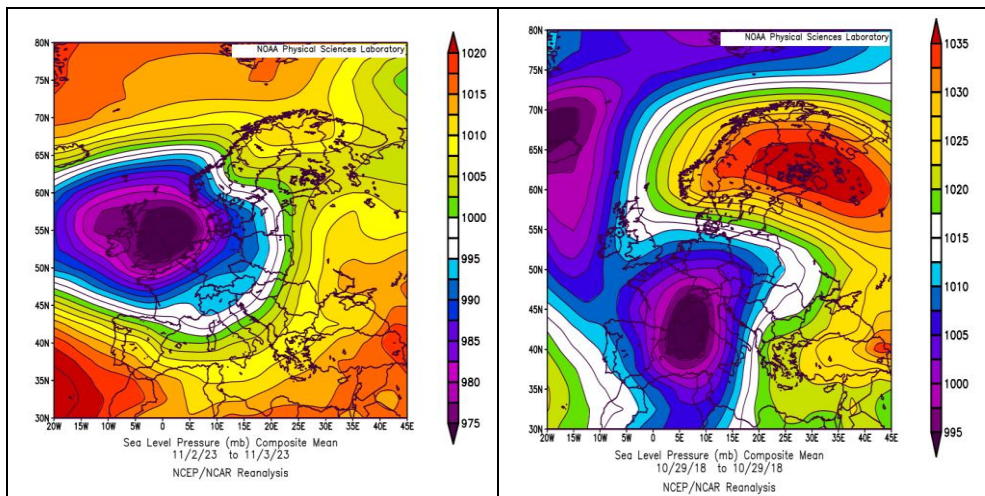 NOAA Physical Sciences Laboratory
80N
75N
70N
65N
60N
55N
50N
45N
40N
35N
30N
20W 15W 10W 5W 0 5E 10E 15E 20E 25E 30E 35E 40E 45E
1020
1010
1000
995
990
985
980
975
Sea Level Pressure (mb) Composite Mean
11/2/23 to 11/3/23
NCEP/NCAR Reanalysis
NOAA Physical Sciences Laboratory
80N
75N
70N
65N
60N
55N
50N
45N
40N
35N
30N
20W 15W 10W 5W 0 5E 10E 15E 20E 25E 30E 35E 40E 45E
1035
1030
1025
1020
1015
1010
1005
1000
995
Sea Level Pressure (mb) Composite Mean
10/29/18 to 10/29/18
NCEP/NCAR Reanalysis